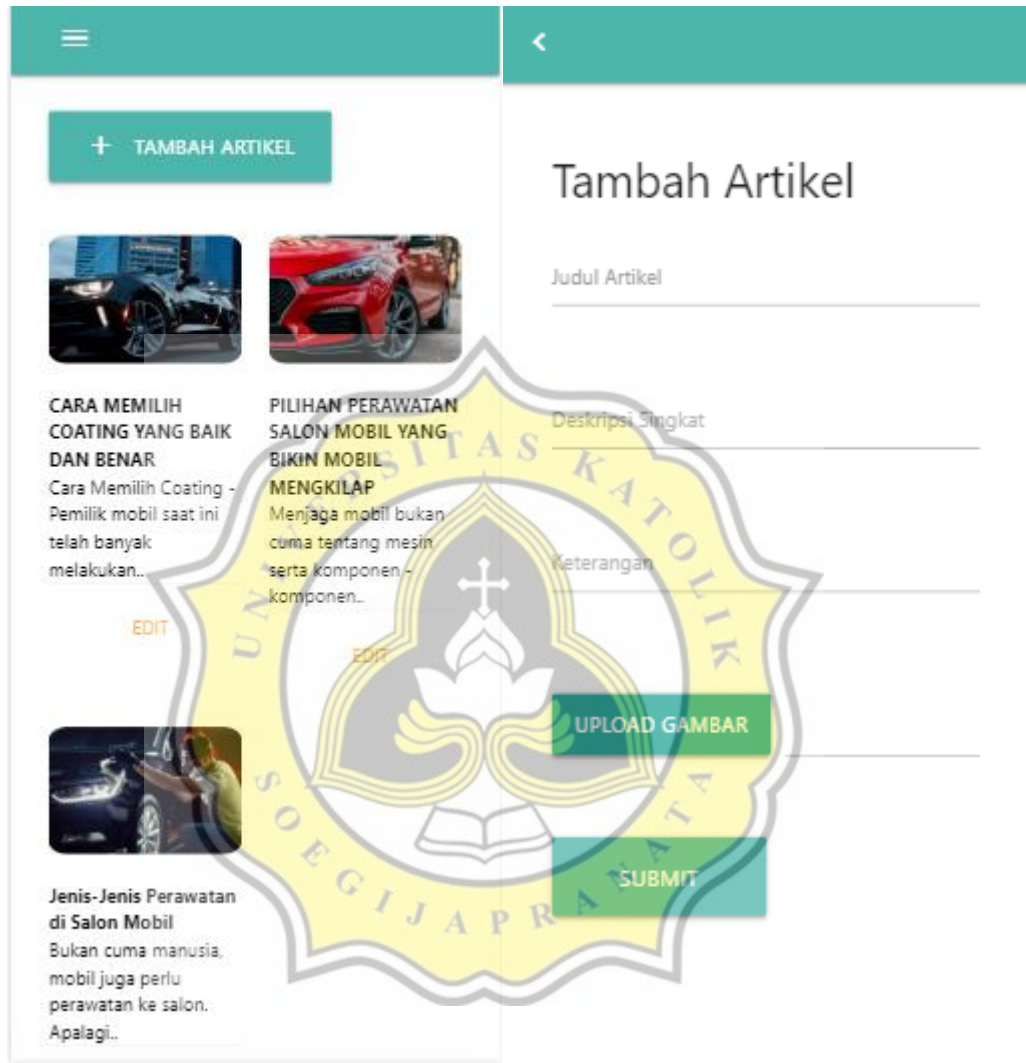 + TAMBAH ARTIKEL
CARA MEMILIH
COATING YANG BAIK
DAN BENAR
Cara Memilih Coating -
Pemilik mobil saat ini
telah banyak
melakukan..
EDIT
PILIHAN PERAWATAN
SALON MOBIL YANG
BIKIN MOBIL
MENGKILAP
Menjaga mobil bukan
cuma tentang mesin
serta komponen -
komponen..
EDIT
Jenis-Jenis Perawatan
di Salon Mobil
Bukan cuma manusia,
mobil juga perlu
perawatan ke salon.
Apalagi..
Tambah Artikel
Judul Artikel
Deskripsi Singkat
Keterangan
UPLOAD GAMBAR
SUBMIT
UNIVERSITAS KATOLIK
SOEGIJAPRANATA